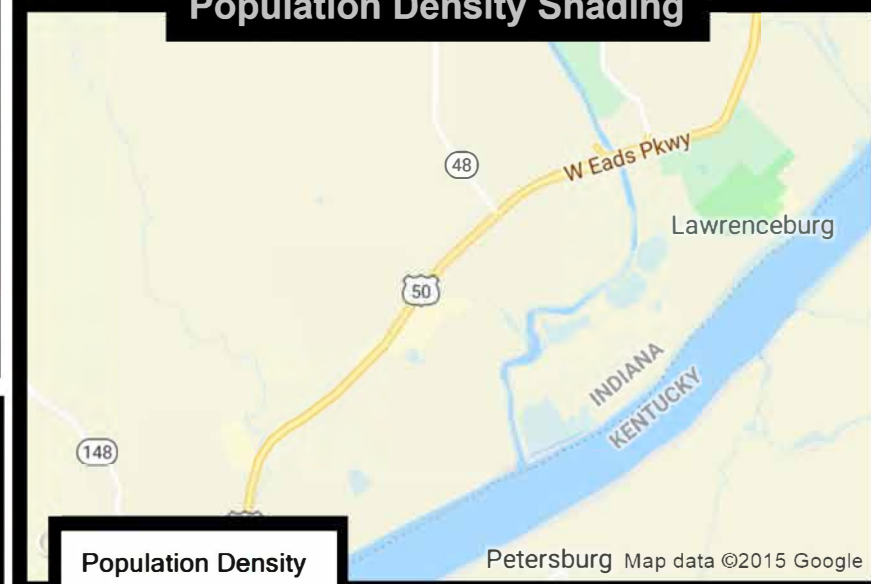 Population Density Shading
48
W Eads Pkwy
Lawrenceburg
50
INDIANA
KENTUCKY
148
Population Density
Petersburg Map data ©2015 Google